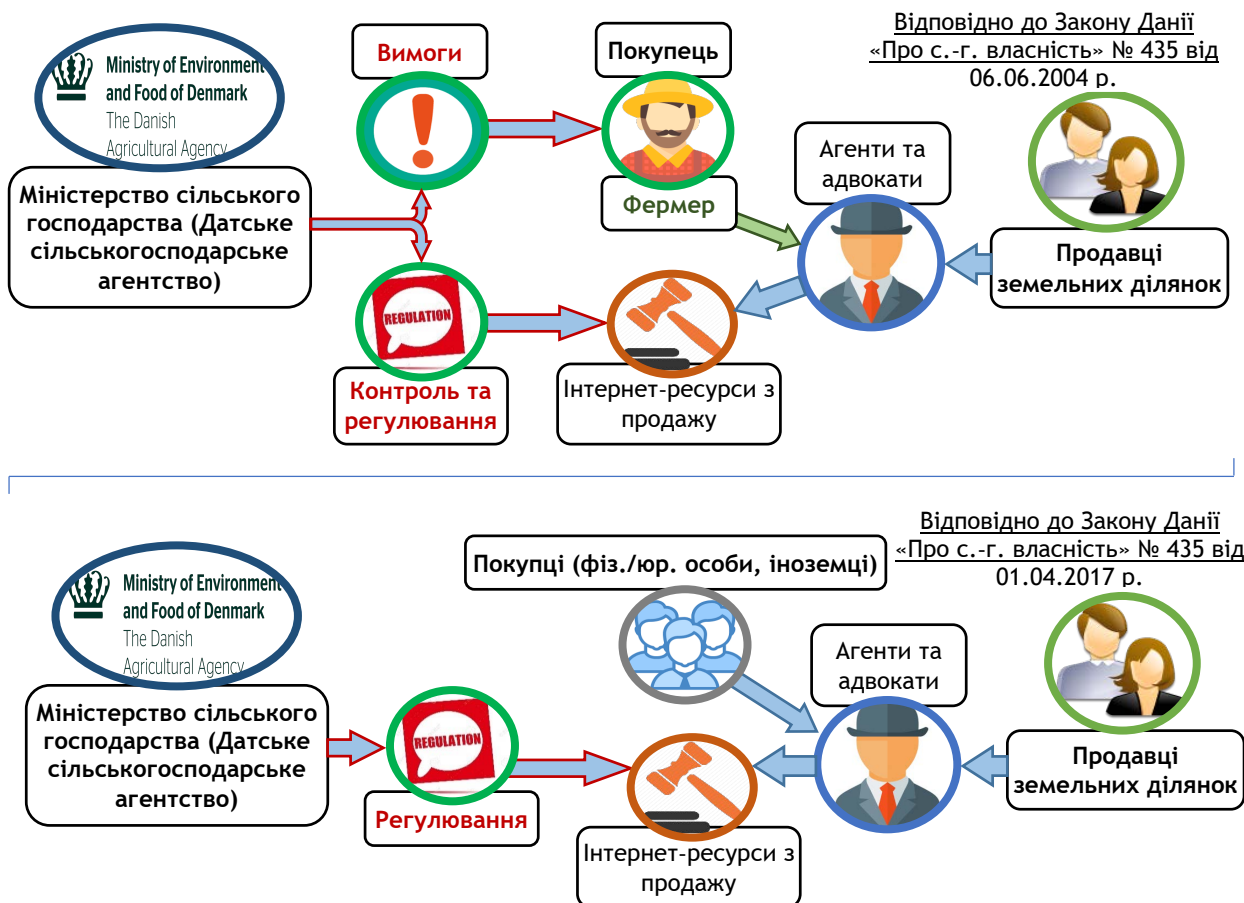 Відповідно до Закону Данії
«Про с.-г. власність» № 435 від
06.06.2004 р.
Ministry of Environment
and Food of Denmark
The Danish
Agricultural Agency
Вимоги
Покупець
Агенти та
адвокати
Міністерство сільського
господарства (Датське
сільськогосподарське
агентство)
Фермер
Продавці
земельних ділянок
REGULATION
Контроль та
регулювання
Інтернет-ресурси з
продажу
Відповідно до Закону Данії
«Про с.-г. власність» № 435 від
01.04.2017 р.
Покупці (фіз./юр. особи, іноземці)
Ministry of Environment
and Food of Denmark
The Danish
Agricultural Agency
Агенти та
адвокати
Міністерство сільського
господарства (Датське
сільськогосподарське
агентство)
REGULATION
Продавці
земельних ділянок
Регулювання
Інтернет-ресурси з
продажу